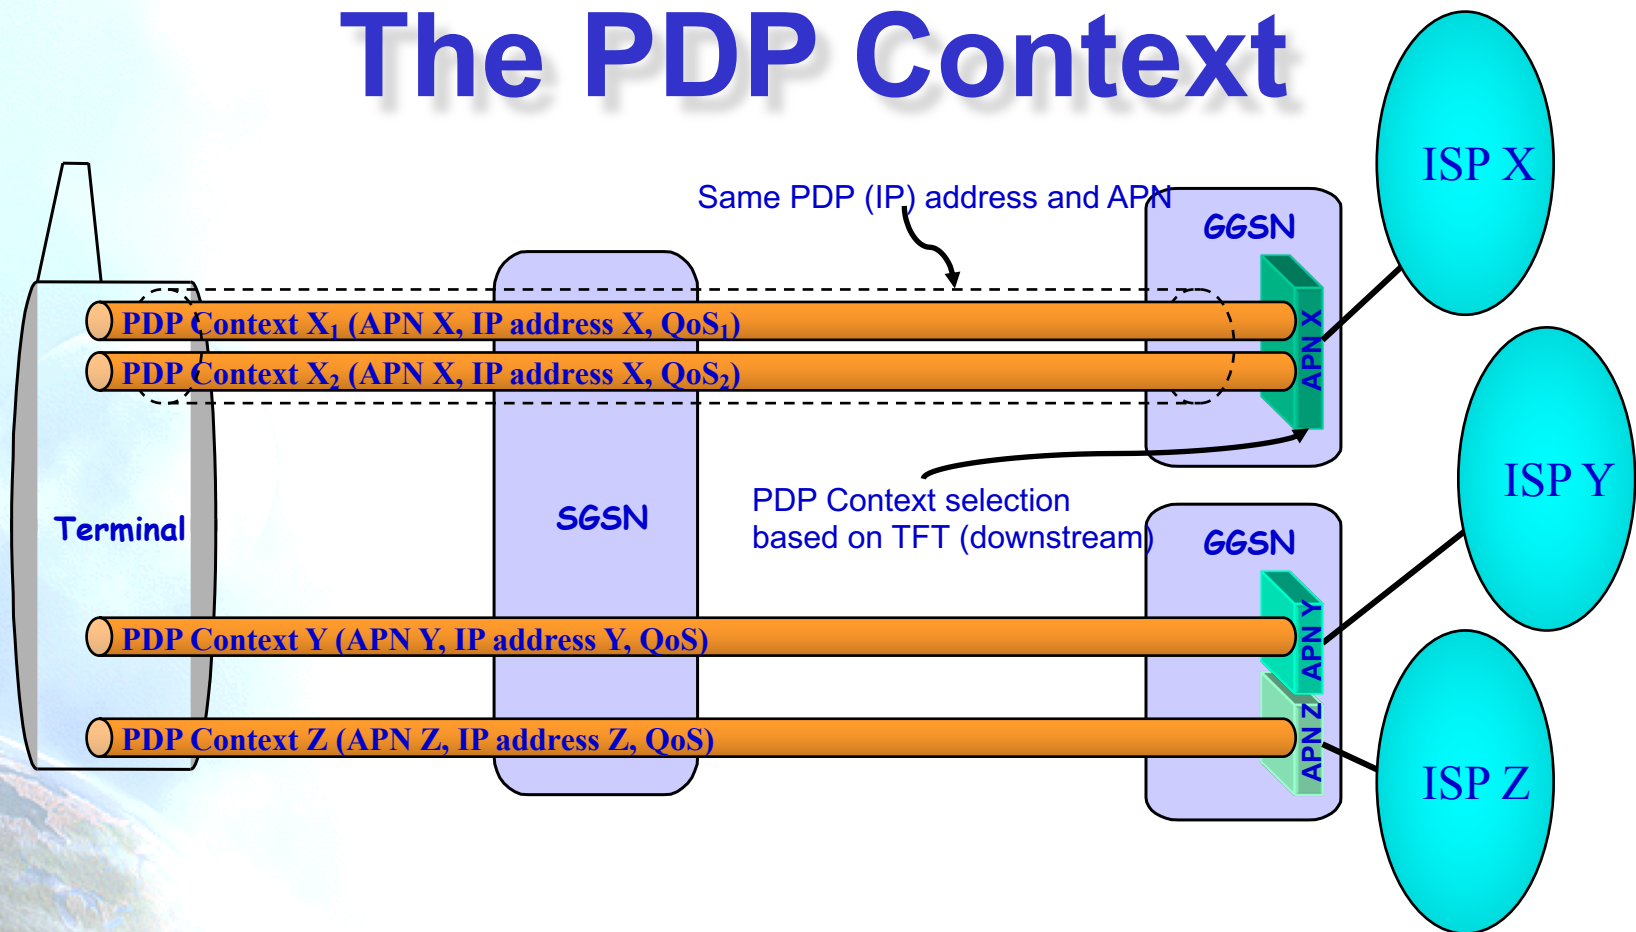 The PDP Context
ISP X
Same PDP (IP) address and APN
GGSN
PDP Context X₁ (APN X, IP address X, QoS₁)
APN X
PDP Context X₂ (APN X, IP address X, QoS₂)
ISP Y
PDP Context selection
based on TFT (downstream)
Terminal
SGSN
GGSN
PDP Context Y (APN Y, IP address Y, QoS)
APN Y
PDP Context Z (APN Z, IP address Z, QoS)
APN Z
ISP Z